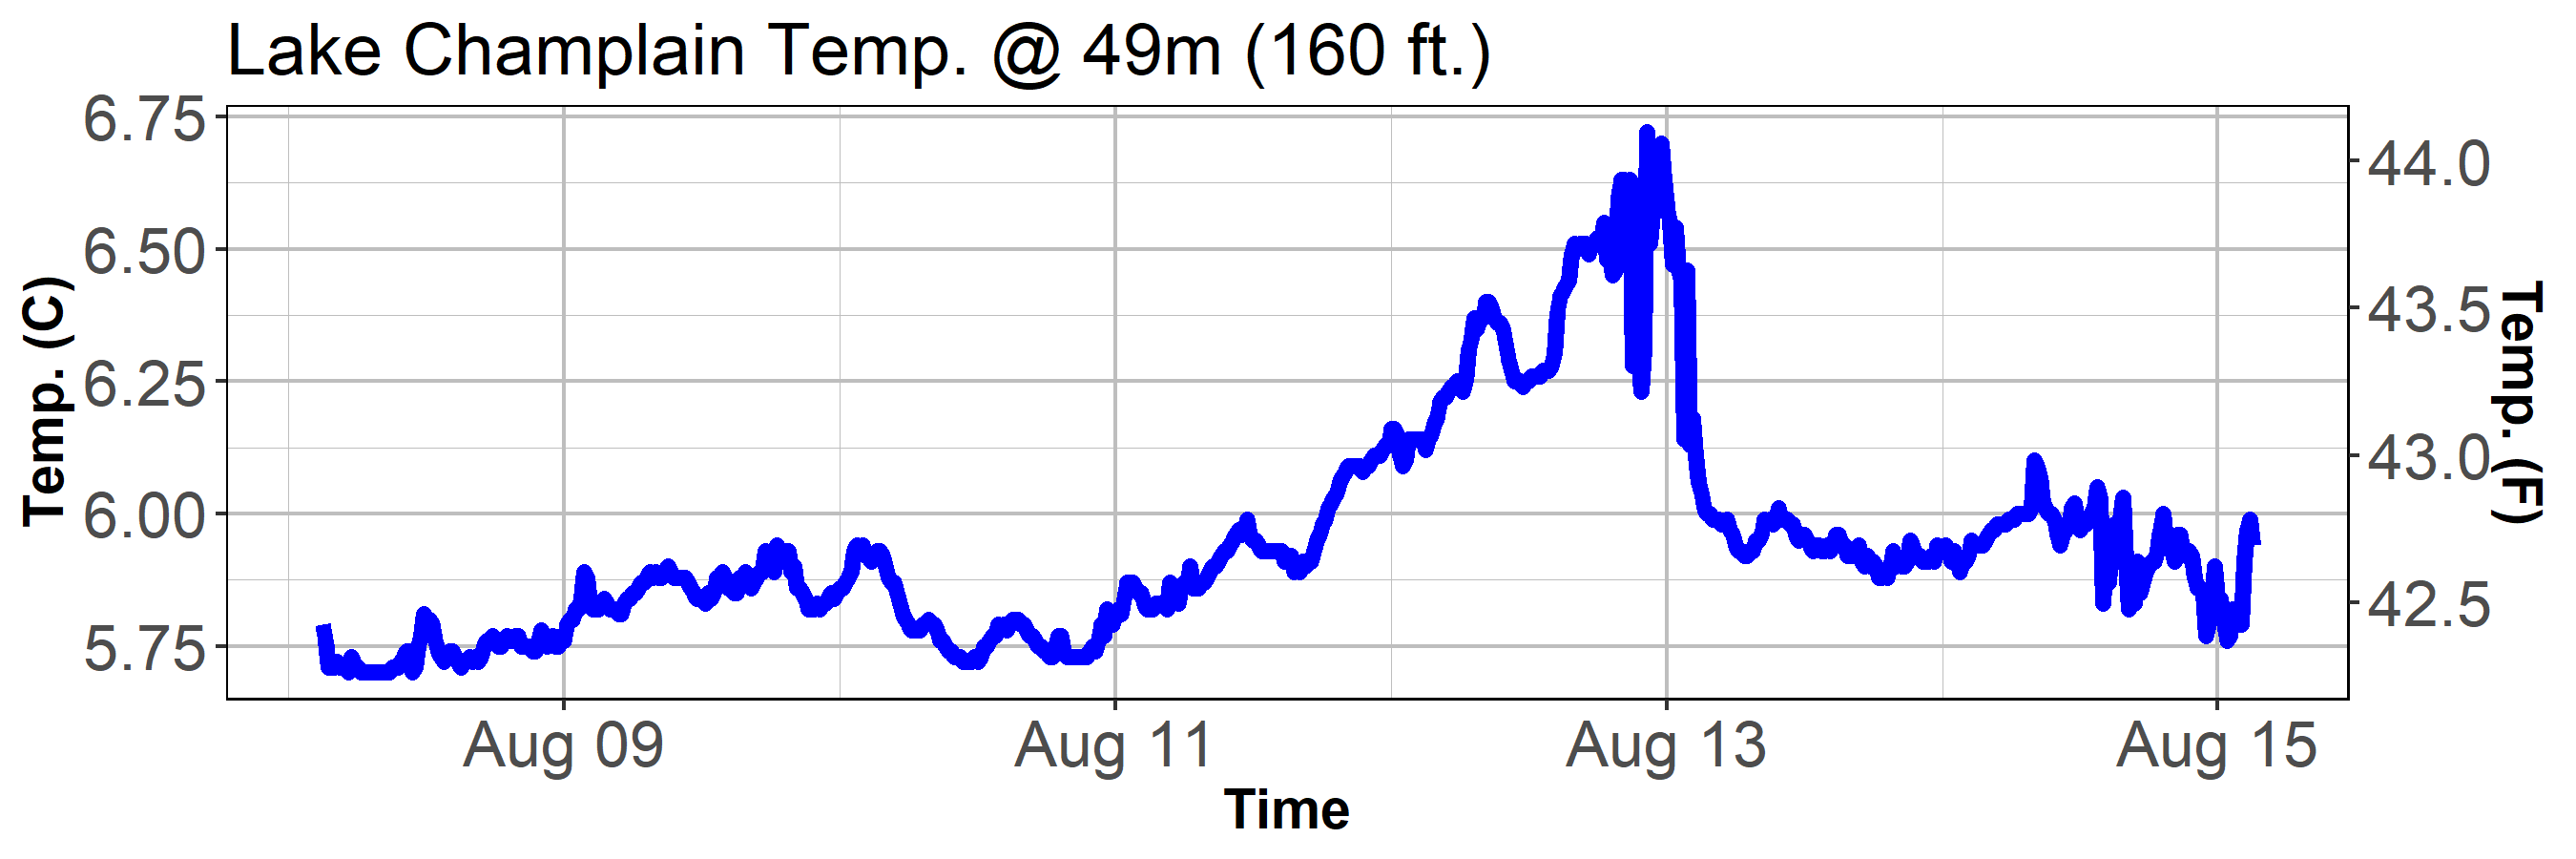 Lake Champlain Temp. @ 49m (160 ft.)
6.75
6.50
6.25
6.00
5.75
Temp. (C)
44.0
43.5
43.0
42.5
Temp. (F)
Aug 09 Aug 11 Aug 13 Aug 15
Time